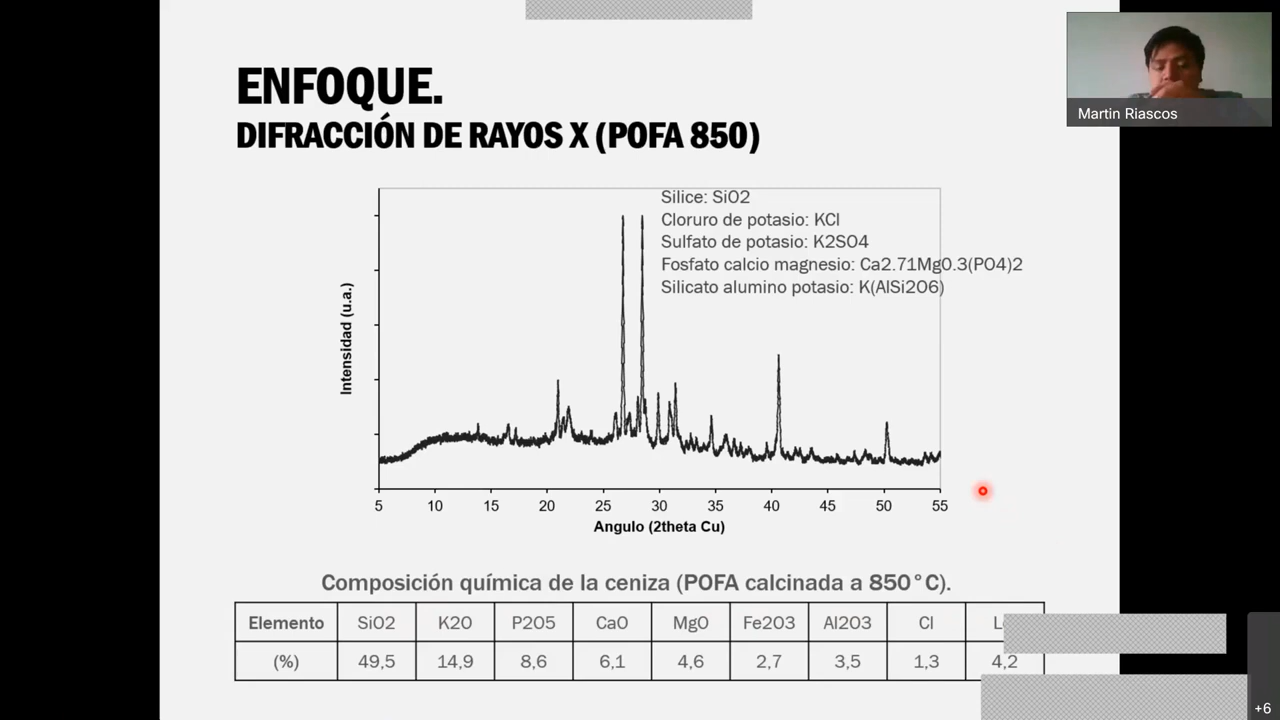 ENFOQUE.
DIFRACCIÓN DE RAYOS X (POFA 850)
Martin Riascos
Silice: SiO2
Cloruro de potasio: KCl
Sulfato de potasio: K2SO4
Fosfato calcio magnesio: Ca2.71Mg0.3(PO4)2
Silicato alumino potasio: K(AlSi2O6)
Intensidad (u.a.)
5 10 15 20 25 30 35 40 45 50 55
Angulo (2theta Cu)
Composición química de la ceniza (POFA calcinada a 850°C).
Elemento SiO2 K2O P2O5 CaO MgO Fe2O3 Al2O3 Cl
(%) 49,5 14,9 8,6 6,1 4,6 2,7 3,5 1,3 4,2
+6